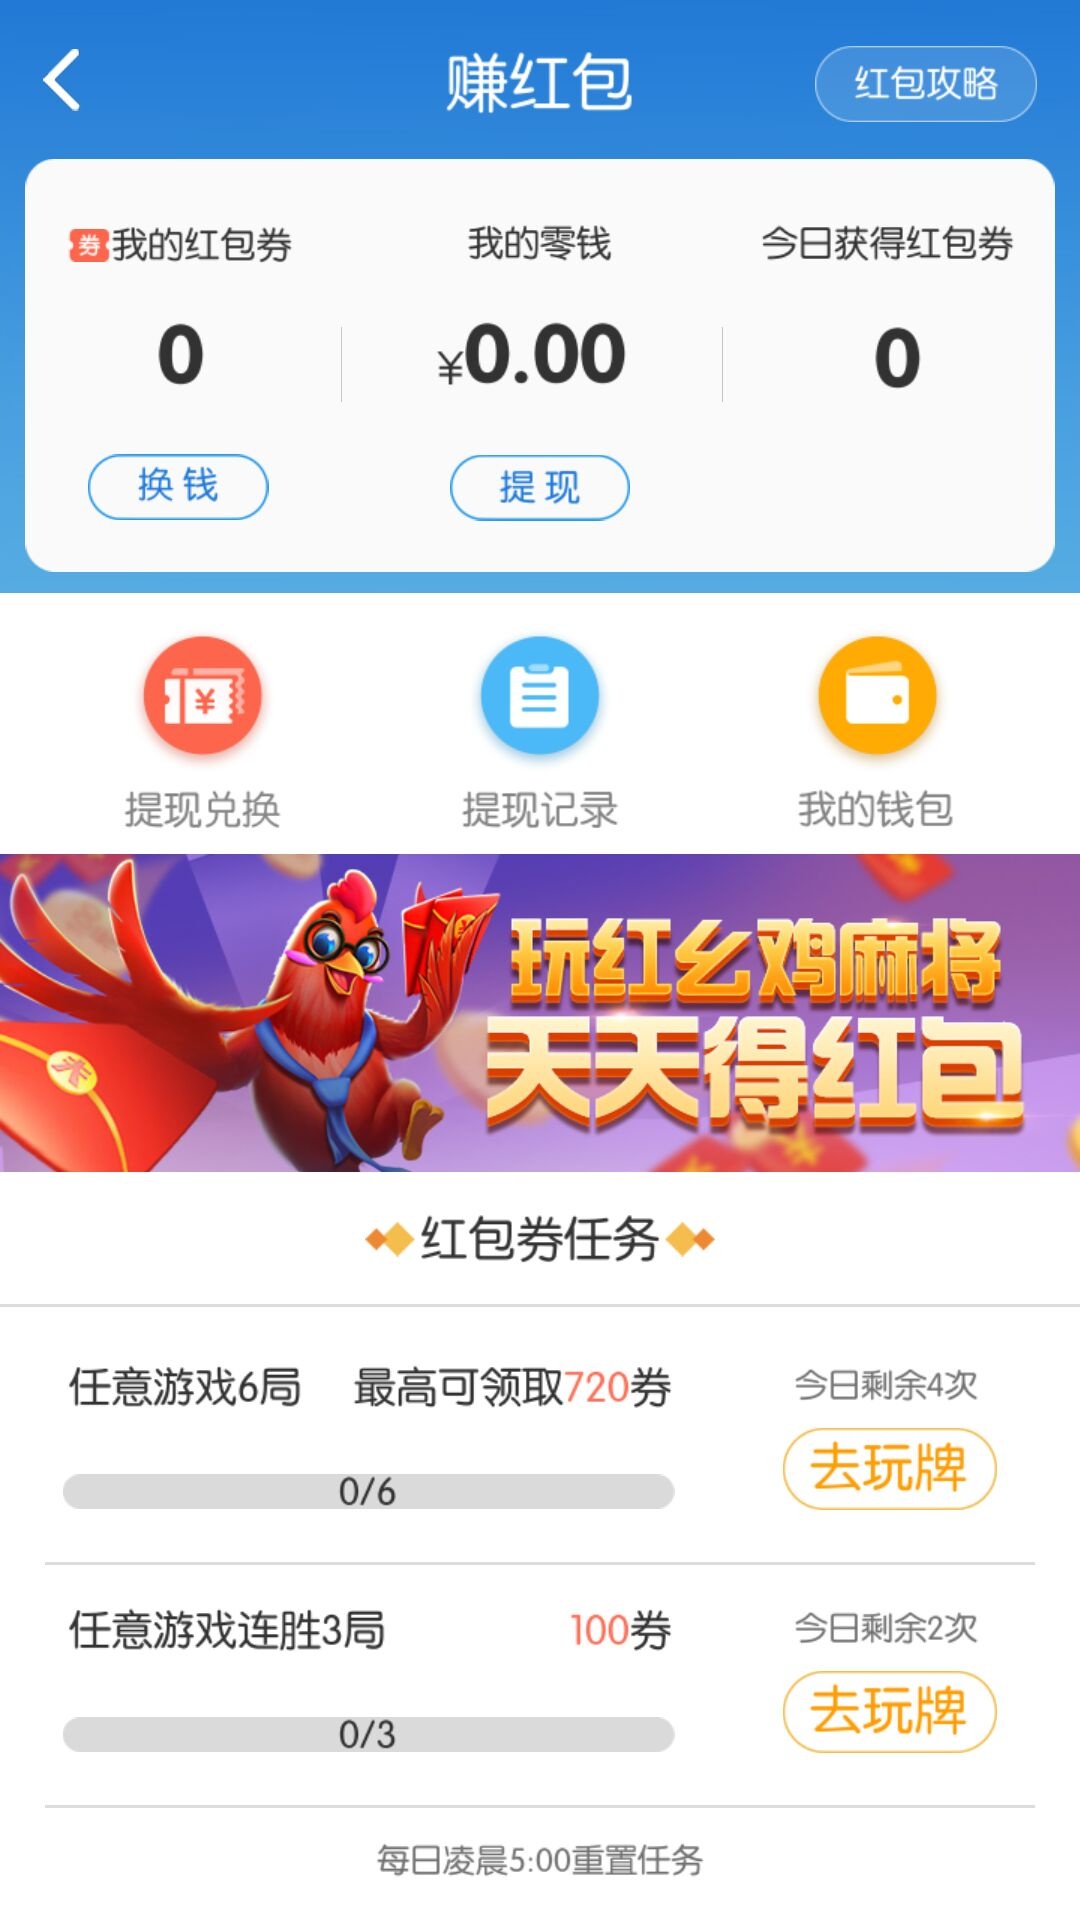 赚红包
红包攻略
券我的红包券
我的零钱
今日获得红包券
0
¥0.00
0
换 钱
提 现
¥
提现兑换
提现记录
我的钱包
玩红幺鸡麻将
天天得红包
红包券任务
任意游戏6局 最高可领取720券
今日剩余4次
0/6
去玩牌
任意游戏连胜3局 100券
今日剩余2次
0/3
去玩牌
每日凌晨5:00重置任务